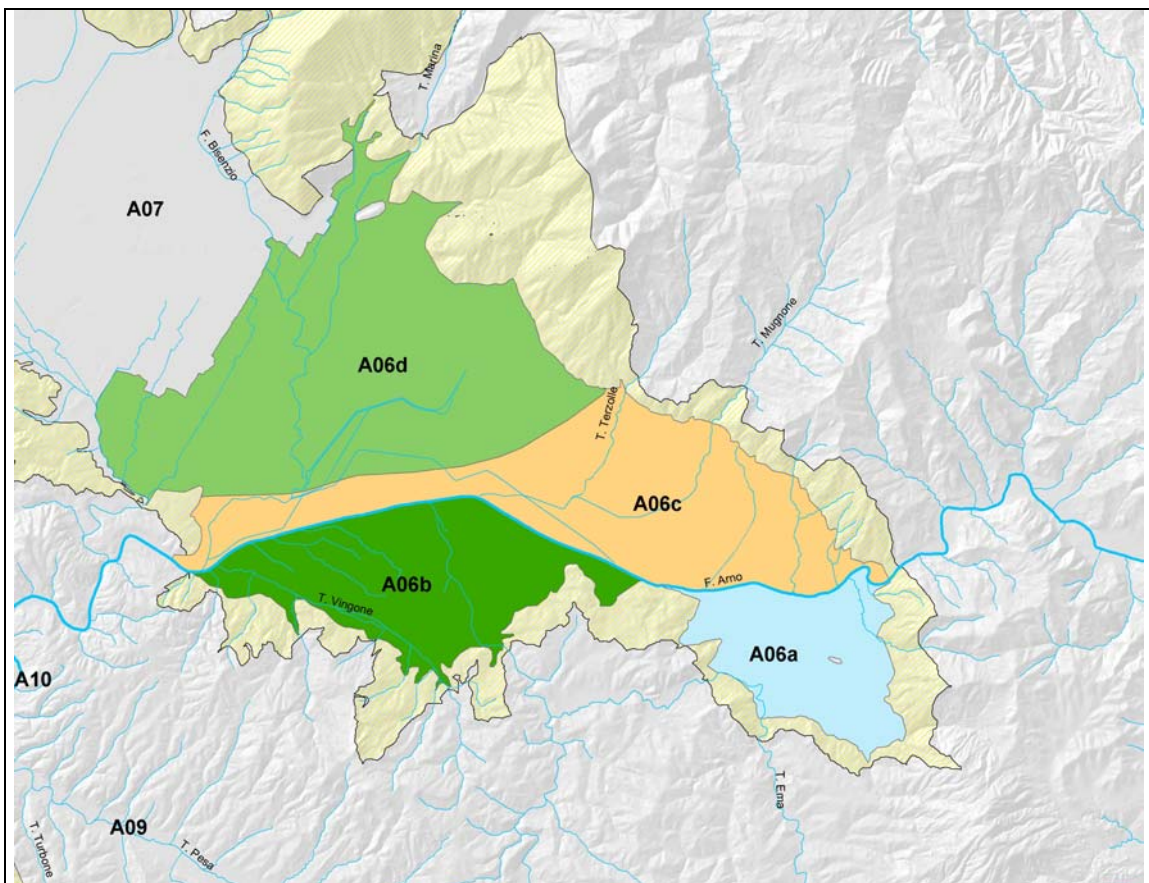 T. Marina
F. Bisenzio
A07
T. Mugnone
A06d
T. Terzolle
A06c
F. Arno
A06b
T. Vingone
A06a
A10
T. Ema
A09
T. Pesa
T. Turbone